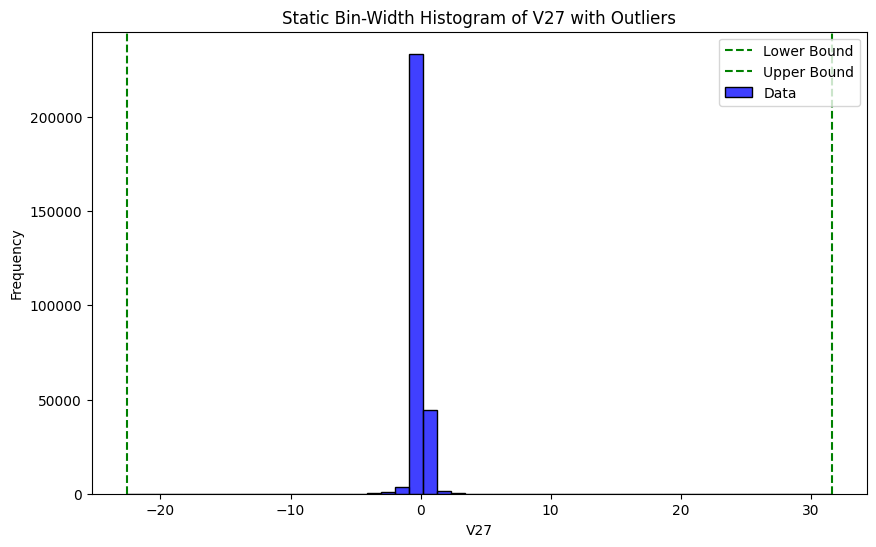 Static Bin-Width Histogram of V27 with Outliers
Lower Bound
Upper Bound
Data
Frequency
200000
150000
100000
50000
0
−20
−10
0
10
20
30
V27